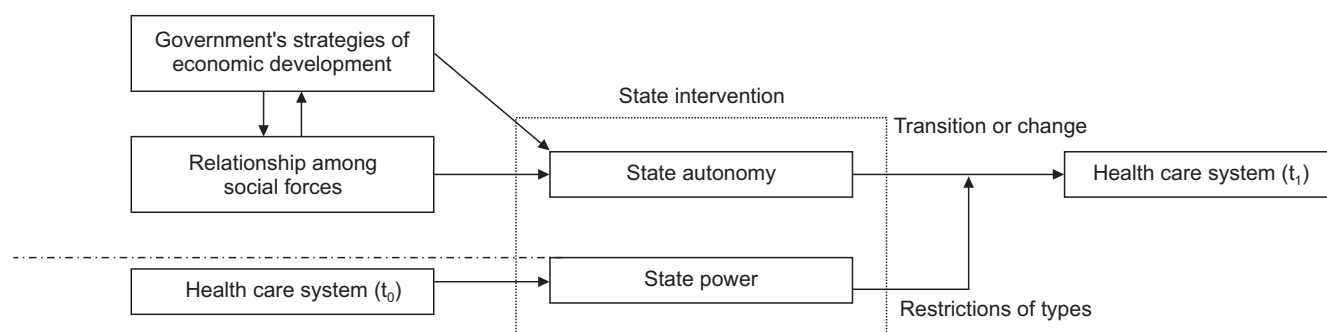 Government's strategies of
economic development
State intervention
Transition or change
Relationship among
social forces
State autonomy
Health care system (t₁)
Health care system (t₀)
State power
Restrictions of types